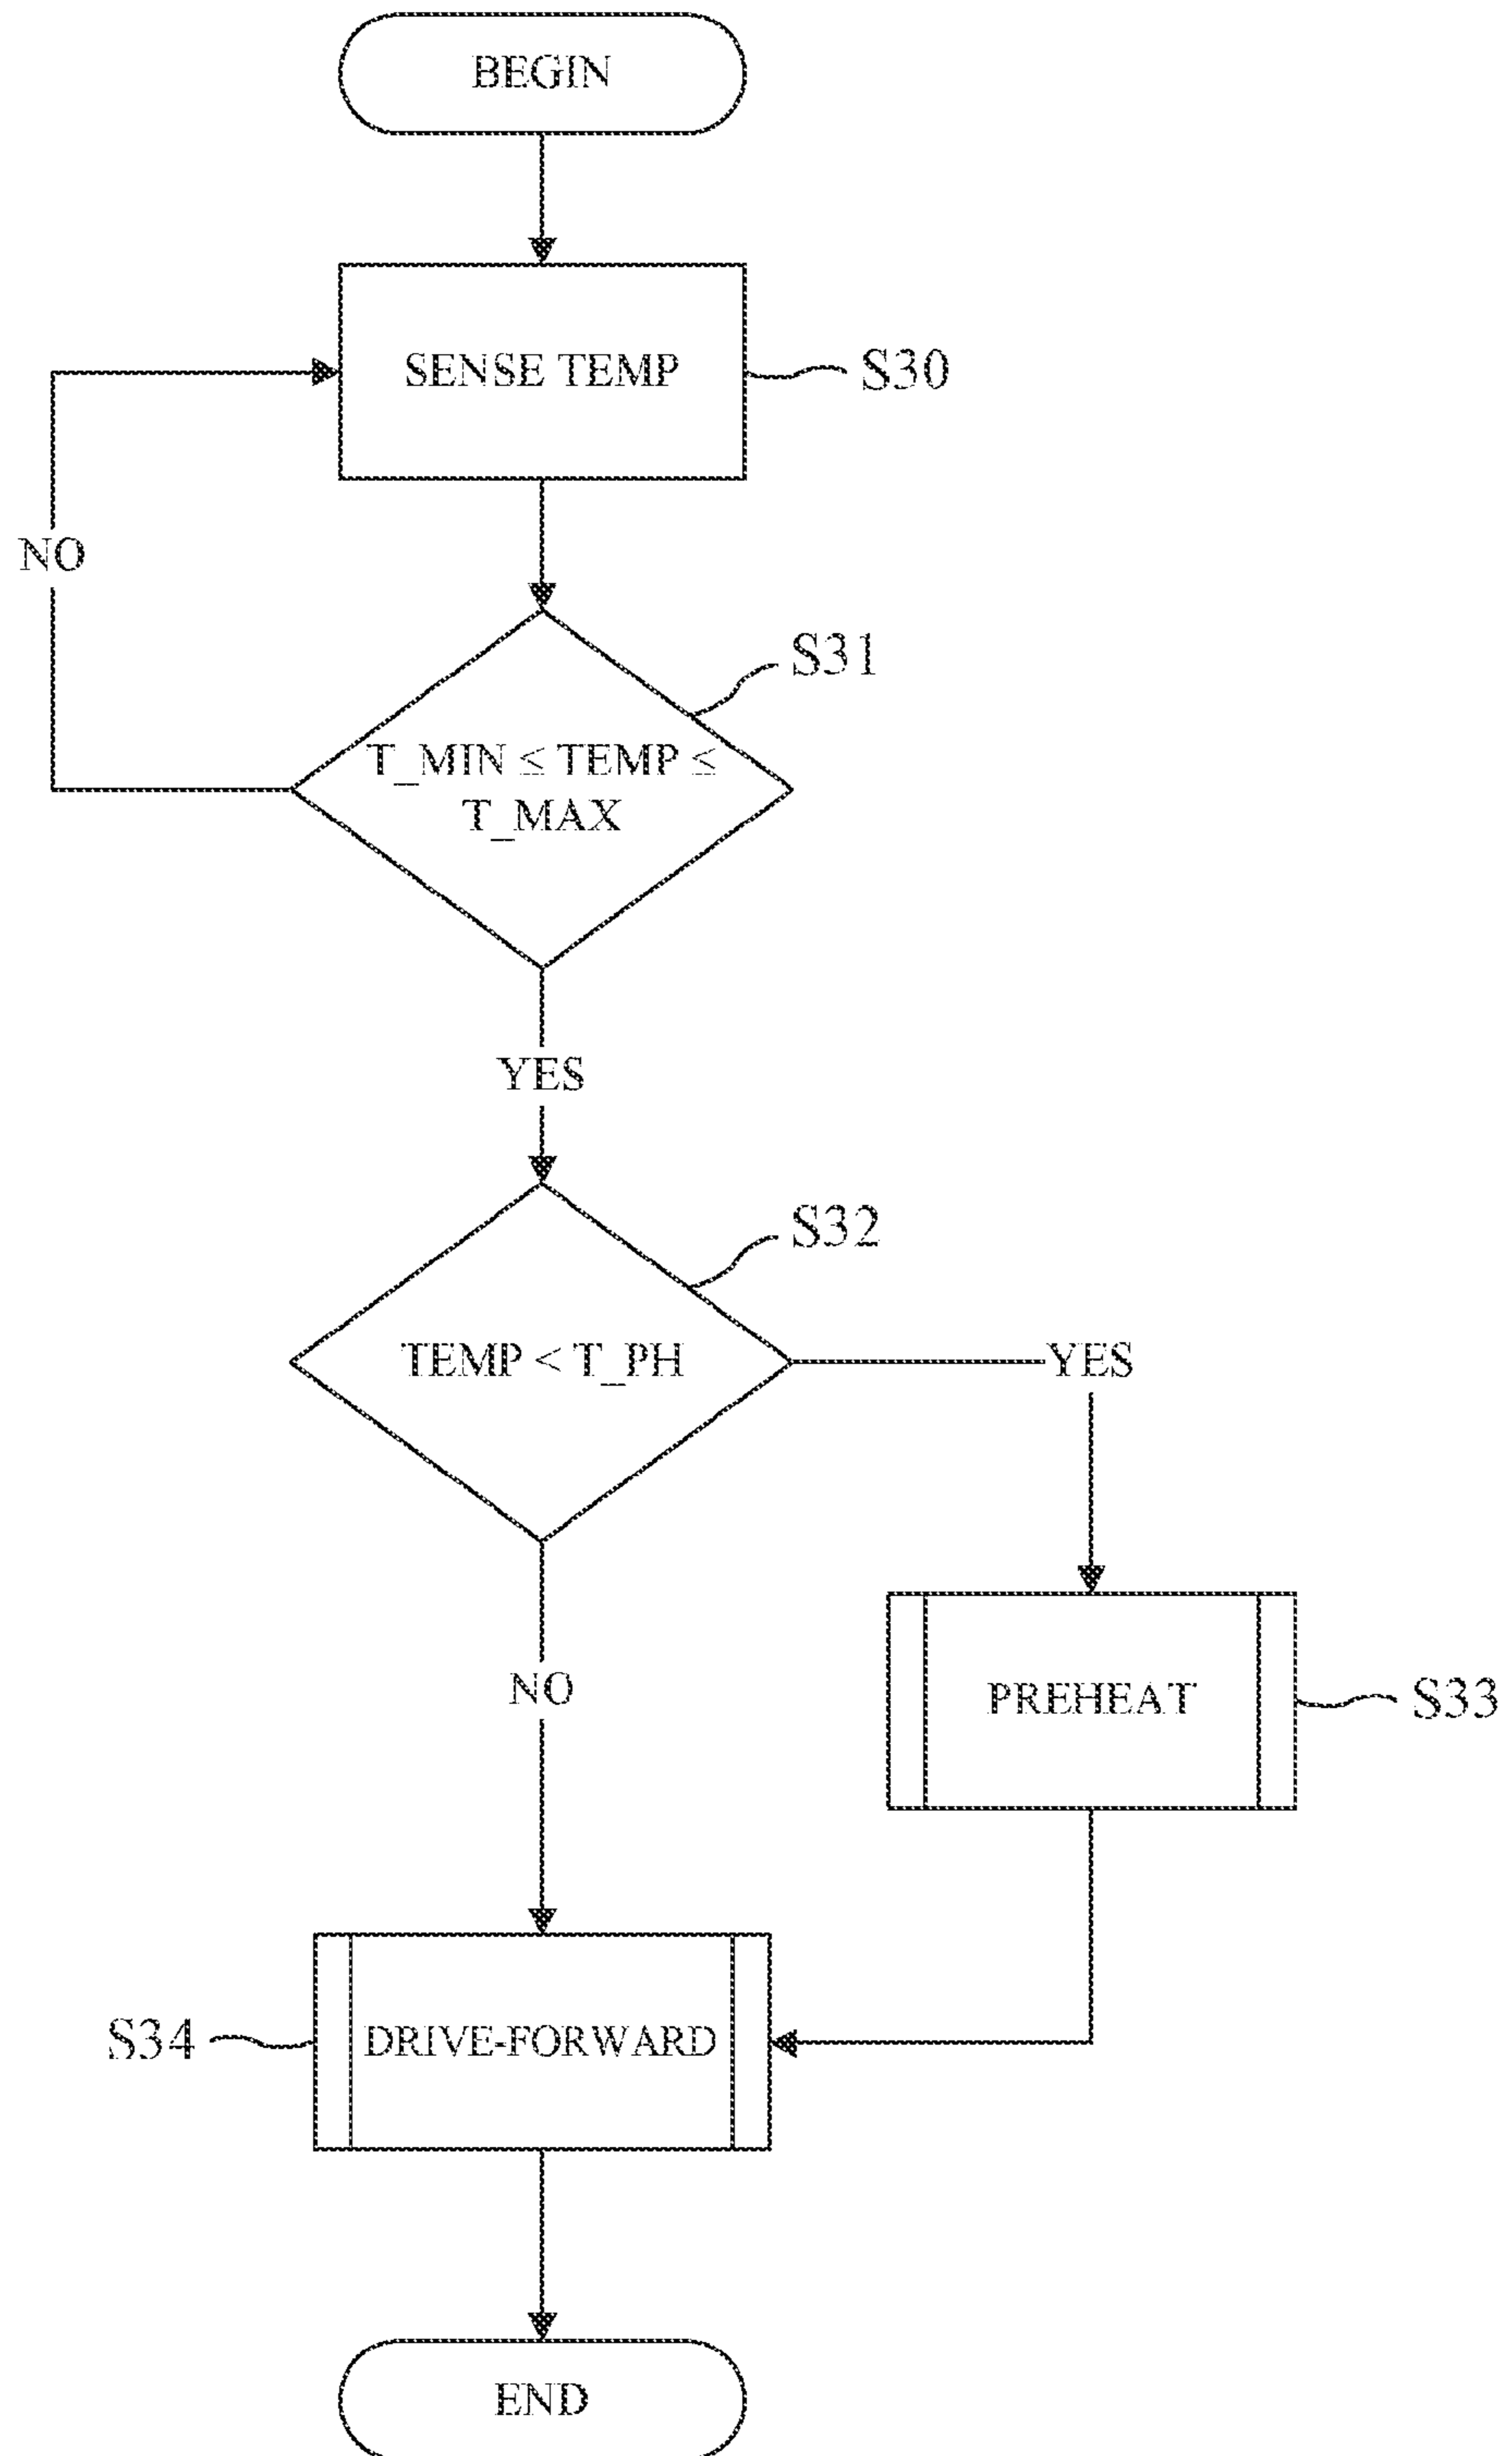 BEGIN
SENSE TEMP
S30
NO
S31
T_MIN ≤ TEMP ≤
T_MAX
YES
S32
TEMP < T_PH
YES
NO
PREHEAT
S33
S34
DRIVE-FORWARD
END